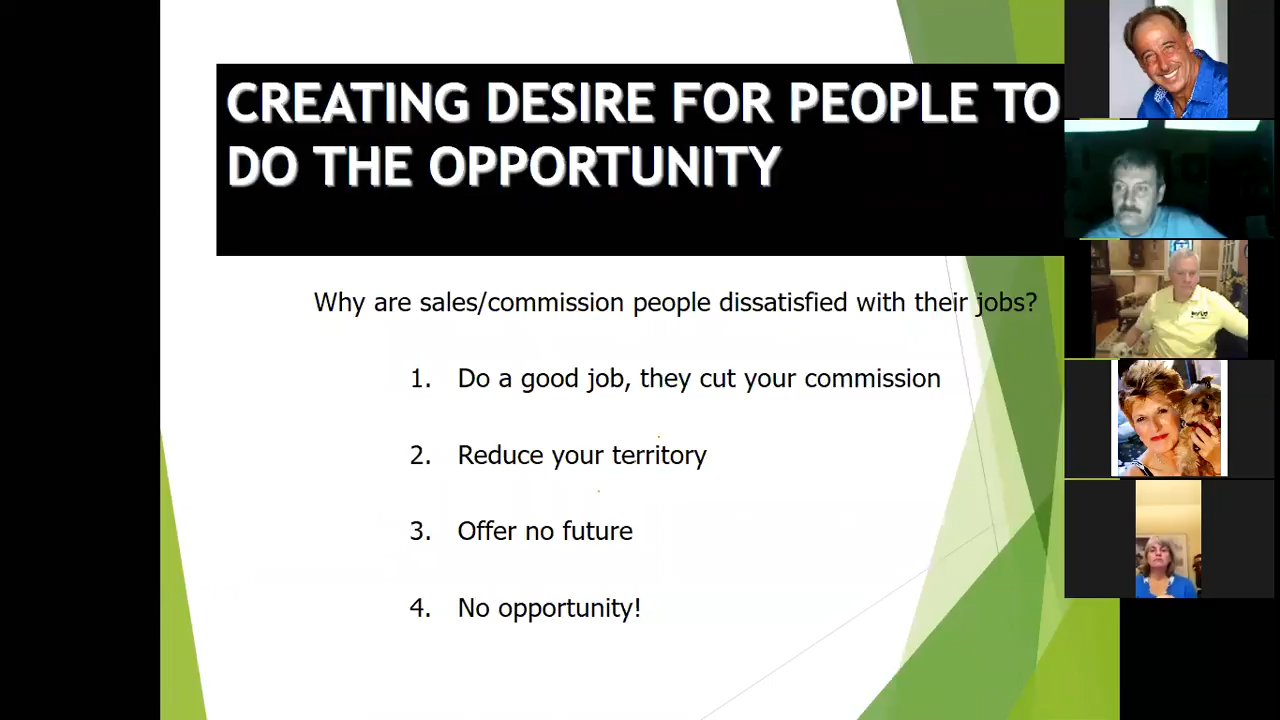 CREATING DESIRE FOR PEOPLE TO
DO THE OPPORTUNITY
Why are sales/commission people dissatisfied with their jobs?
1. Do a good job, they cut your commission
2. Reduce your territory
3. Offer no future
4. No opportunity!